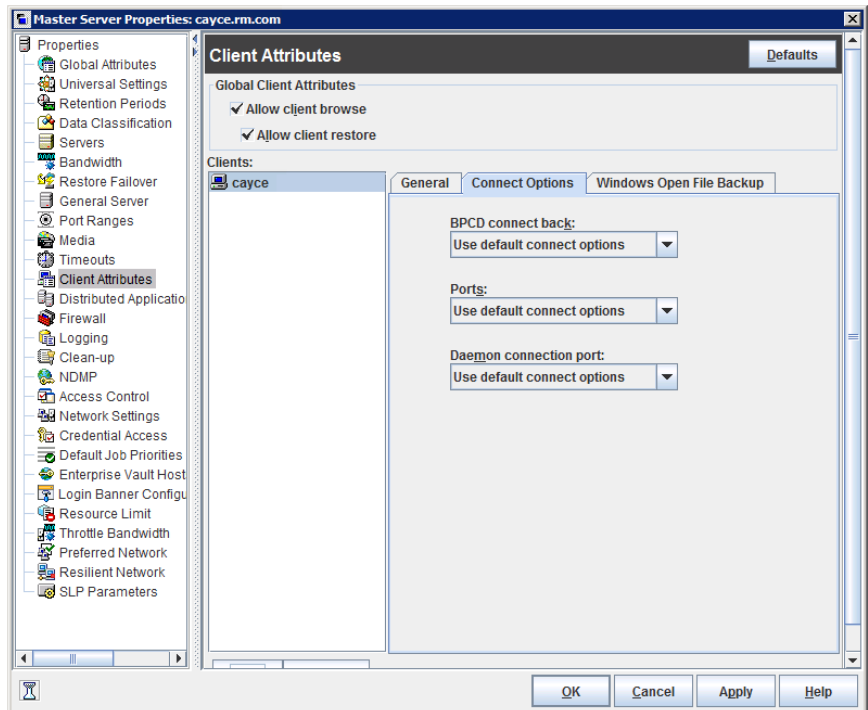 Master Server Properties: cayce.rm.com
Properties
Global Attributes
Universal Settings
Retention Periods
Data Classification
Servers
Bandwidth
Restore Failover
General Server
Port Ranges
Media
Timeouts
Client Attributes
Distributed Applicatio
Firewall
Logging
Clean-up
NDMP
Access Control
Network Settings
Credential Access
Default Job Priorities
Enterprise Vault Host
Login Banner Configu
Resource Limit
Throttle Bandwidth
Preferred Network
Resilient Network
SLP Parameters
Client Attributes
Defaults
Global Client Attributes
Allow client browse
Allow client restore
Clients:
cayce
General Connect Options Windows Open File Backup
BPCD connect back:
Use default connect options
Ports:
Use default connect options
Daemon connection port:
Use default connect options
OK Cancel Apply Help